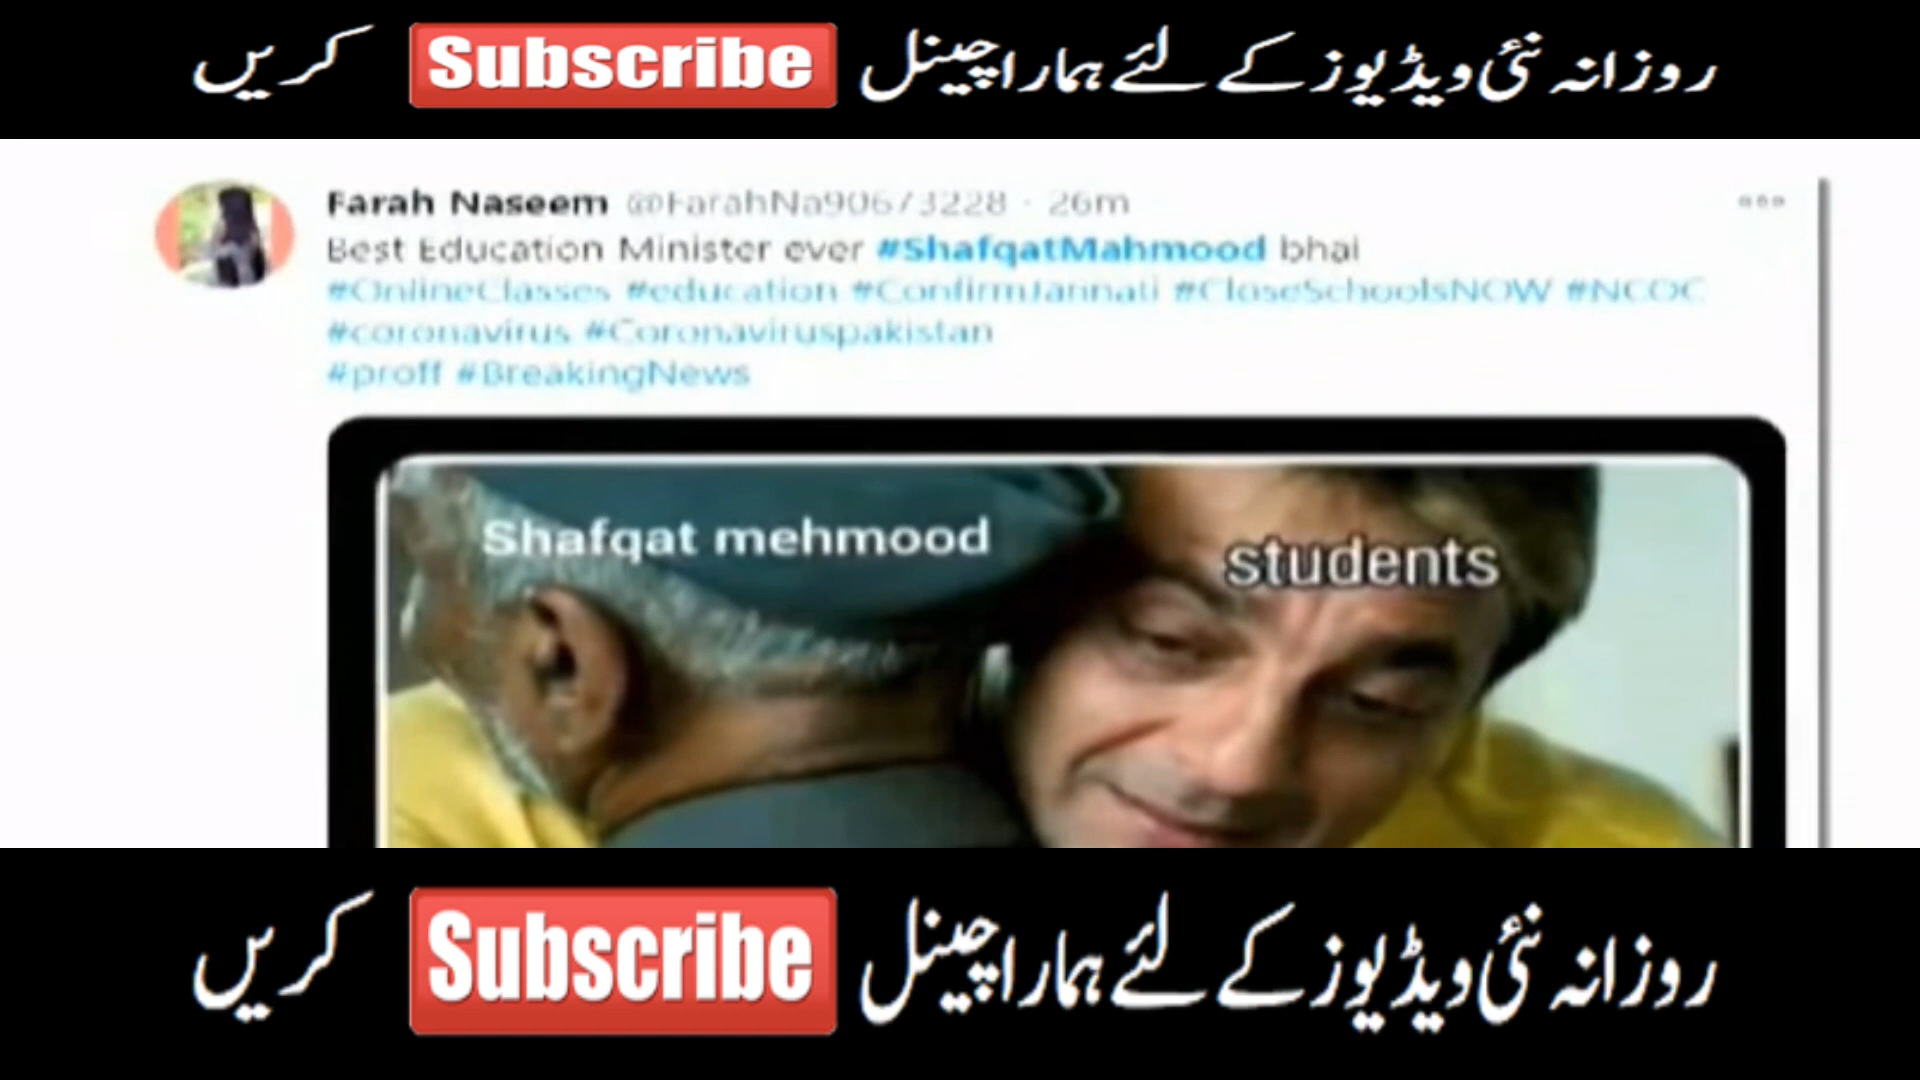 روزانہ نئی ویڈیوز کے لئے ہمارا چینل Subscribe کریں
Farah Naseem @FarahNa90673228 · 26m
Best Education Minister ever #ShafqatMahmood bhai
#OnlineClasses #education #ConfirmJannati #CloseSchoolsNOW #NCOC
#coronavirus #Coronaviruspakistan
#proff #BreakingNews
Shafqat mehmood
students
روزانہ نئی ویڈیوز کے لئے ہمارا چینل Subscribe کریں